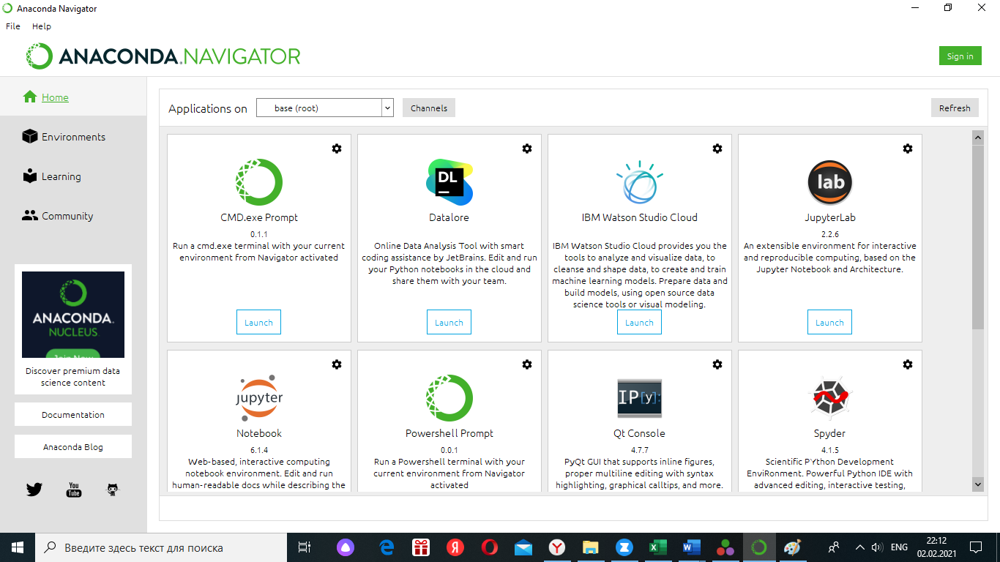 Anaconda Navigator
File Help
ANACONDA.NAVIGATOR
Sign in
Home
Environments
Learning
Community
ANACONDA.
NUCLEUS
Join Now
Discover premium data
science content
Documentation
Anaconda Blog
You
Tube
Applications on
base (root)
Channels
Refresh
CMD.exe Prompt
0.1.1
Run a cmd.exe terminal with your current
environment from Navigator activated
Launch
DL
Datalore
Online Data Analysis Tool with smart
coding assistance by JetBrains. Edit and run
your Python notebooks in the cloud and
share them with your team.
Launch
IBM Watson Studio Cloud
IBM Watson Studio Cloud provides you the
tools to analyze and visualize data, to
cleanse and shape data, to create and train
machine learning models. Prepare data and
build models, using open source data
science tools or visual modeling.
Launch
lab
JupyterLab
2.2.6
An extensible environment for interactive
and reproducible computing, based on the
Jupyter Notebook and Architecture.
Launch
jupyter
Notebook
6.1.4
Web-based, interactive computing
notebook environment. Edit and run
human-readable docs while describing the
Powershell Prompt
0.0.1
Run a Powershell terminal with your
current environment from Navigator
activated
IP[y]:
Qt Console
4.7.7
PyQt GUI that supports inline figures,
proper multiline editing with syntax
highlighting, graphical calltips, and more.
Spyder
4.1.5
Scientific PYthon Development
EnviRonment. Powerful Python IDE with
advanced editing, interactive testing,
Введите здесь текст для поиска
ENG
22:12
02.02.2021